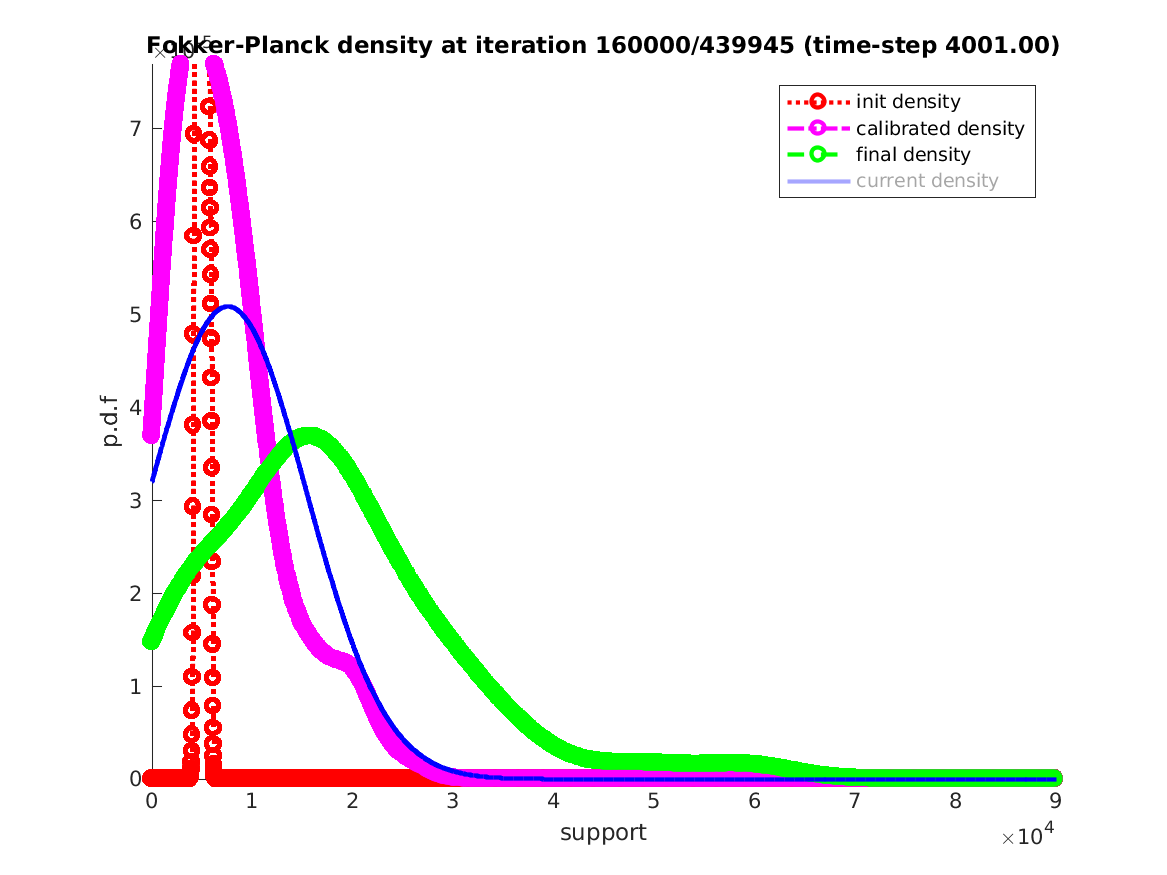 Fokker-Planck density at iteration 160000/439945 (time-step 4001.00)
init density
calibrated density
final density
current density
7
6
5
4
3
2
1
0
p.d.f
0 1 2 3 4 5 6 7 8 9
support
×10^4